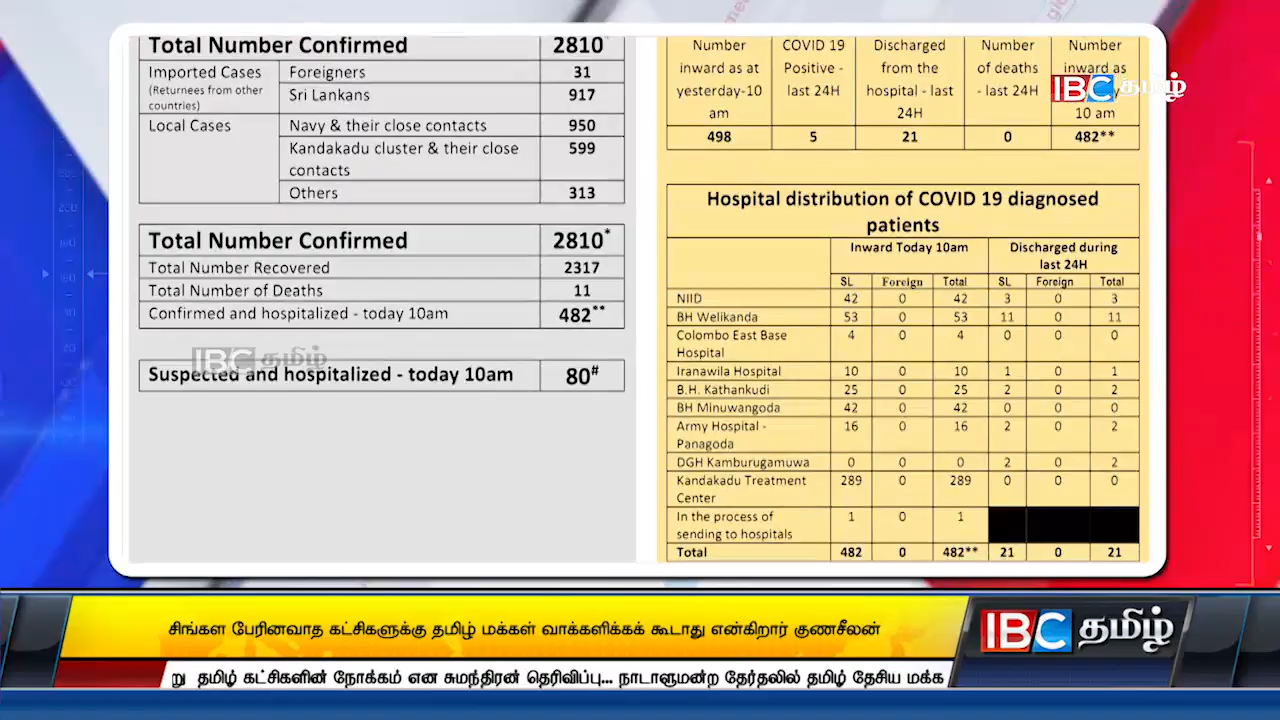 Total Number Confirmed 2810*
Imported Cases Foreigners 31
(Returnees from other
countries)
Sri Lankans 917
Local Cases Navy & their close contacts 950
Kandakadu cluster & their close 599
contacts
Others 313
Total Number Confirmed 2810*
Total Number Recovered 2317
Total Number of Deaths 11
Confirmed and hospitalized - today 10am 482**
IBC தமிழ்
Suspected and hospitalized - today 10am 80#
Number COVID 19 Discharged Number Number
inward as at Positive - from the of deaths inward as
yesterday-10 last 24H hospital - last - last 24H
am 24H 10 am
498 5 21 0 482**
IBC தமிழ்
Hospital distribution of COVID 19 diagnosed
patients
Inward Today 10am Discharged during
last 24H
SL Foreign Total SL Foreign Total
NIID 42 0 42 3 0 3
BH Welikanda 53 0 53 11 0 11
Colombo East Base 4 0 4 0 0 0
Hospital
Iranawila Hospital 10 0 10 1 0 1
B.H. Kathankudi 25 0 25 2 0 2
BH Minuwangoda 42 0 42 0 0 0
Army Hospital - 16 0 16 2 0 2
Panagoda
DGH Kamburugamuwa 0 0 0 2 0 2
Kandakadu Treatment 289 0 289 0 0 0
Center
In the process of 1 0 1
sending to hospitals
Total 482 0 482** 21 0 21
சிங்கள பேரினவாத கட்சிகளுக்கு தமிழ் மக்கள் வாக்களிக்கக் கூடாது என்கிறார் குணசீலன்
IBC தமிழ்
று தமிழ் கட்சிகளின் நோக்கம் என சுமந்திரன் தெரிவிப்பு... நாடாளுமன்ற தேர்தலில் தமிழ் தேசிய மக்க